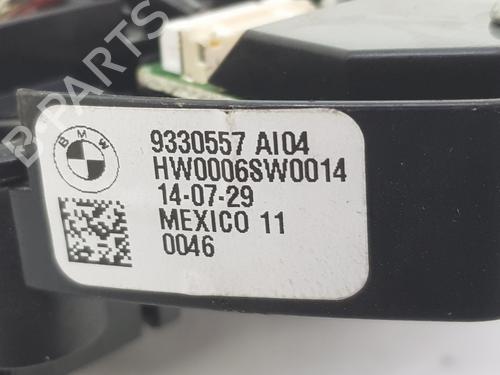 B-PARTS
BMW
9330557 AI04
HW0006SW0014
14-07-29
MEXICO 11
0046